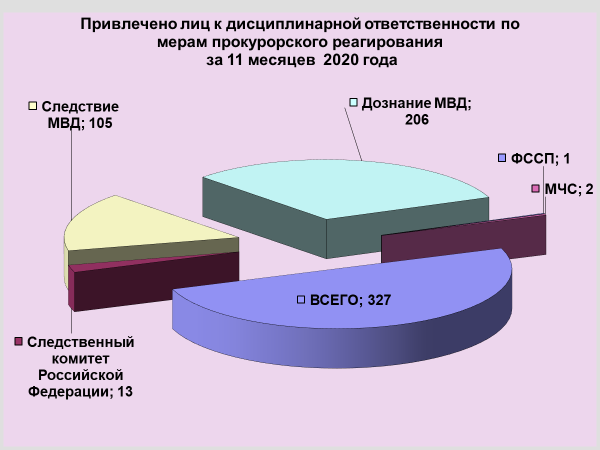 Привлечено лиц к дисциплинарной ответственности по
мерам прокурорского реагирования
за 11 месяцев 2020 года
Следствие
МВД; 105
Дознание МВД;
206
ФССП; 1
МЧС; 2
ВСЕГО; 327
Следственный
комитет
Российской
Федерации; 13